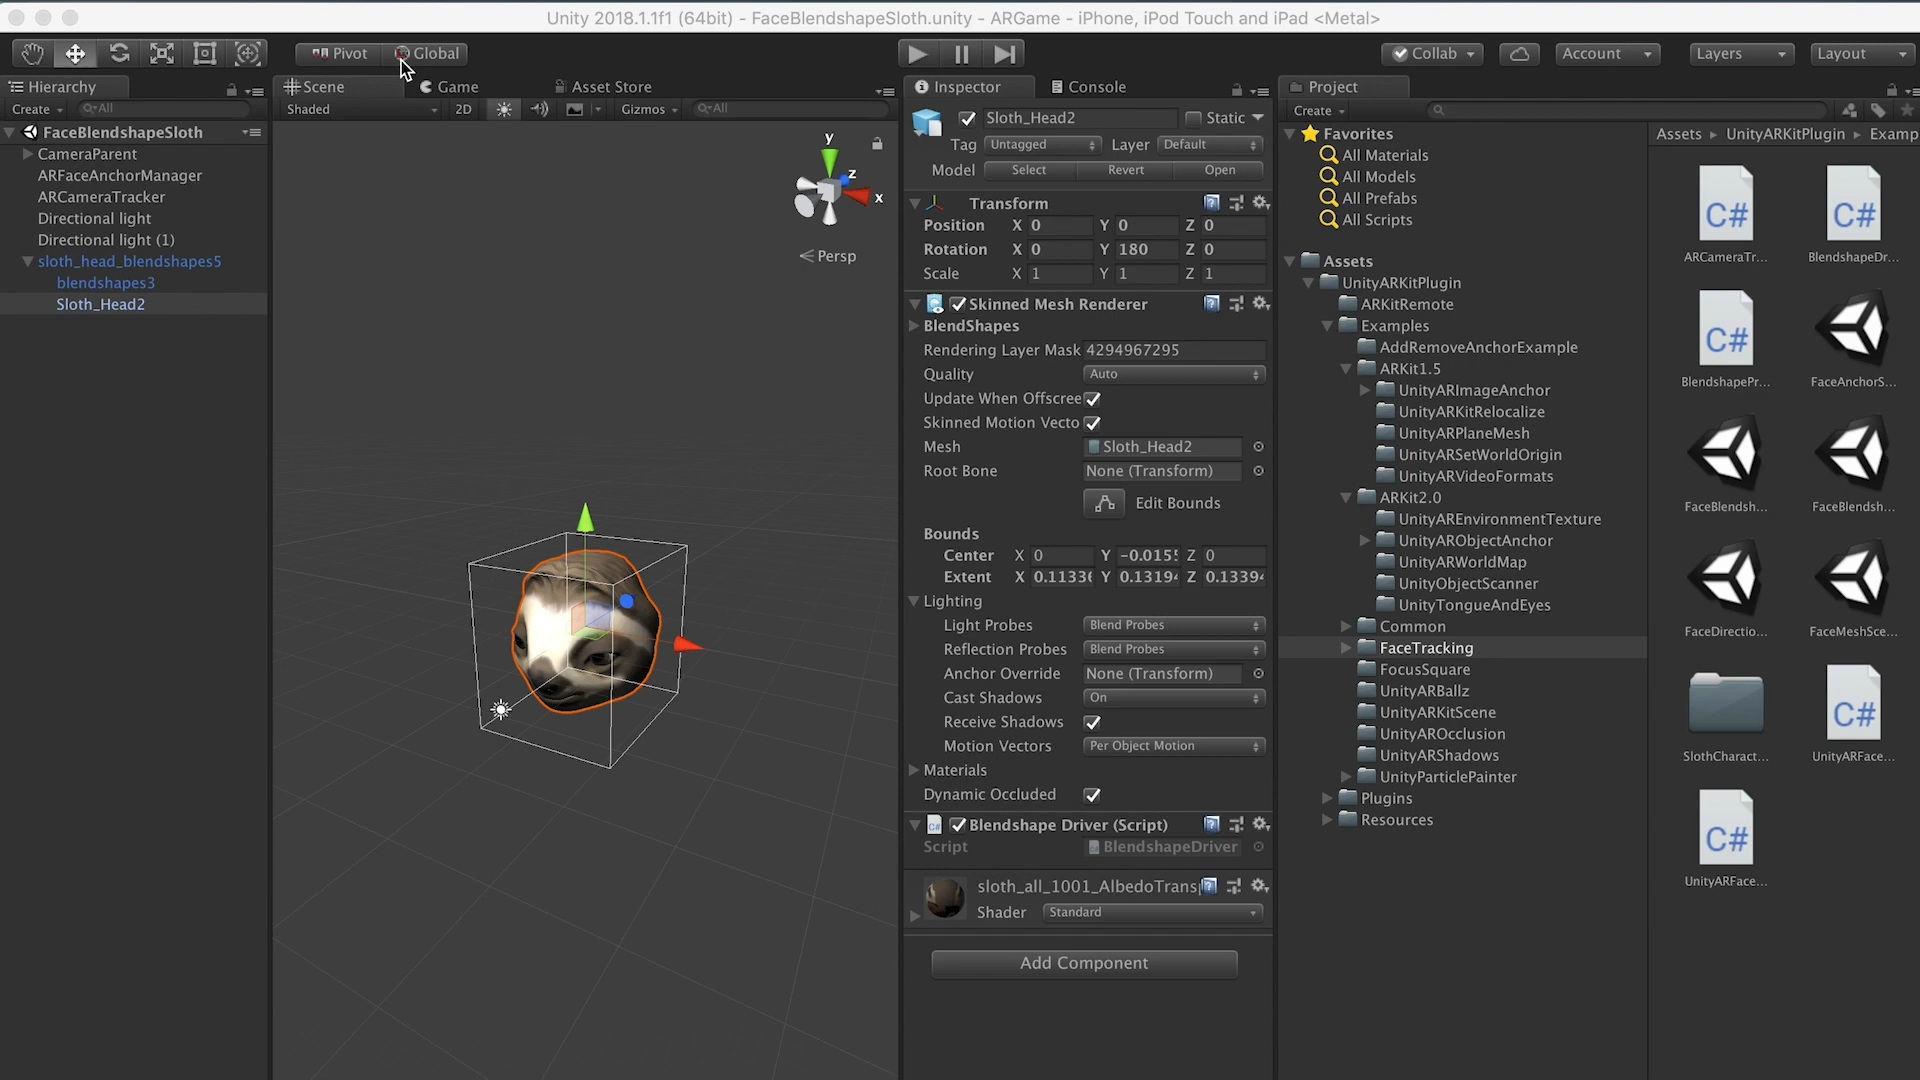 Unity 2018.1.1f1 (64bit) - FaceBlendshapeSloth.unity - ARGame - iPhone, iPod Touch and iPad <Metal>
Pivot Global Collab Account Layers Layout
Hierarchy
Create All
FaceBlendshapeSloth
CameraParent
ARFaceAnchorManager
ARCameraTracker
Directional light
Directional light (1)
sloth_head_blendshapes5
blendshapes3
Sloth_Head2
Scene Game Asset Store
Shaded 2D Gizmos All
y
z
x
Persp
Inspector Console
Sloth_Head2 Static
Tag Untagged Layer Default
Model Select Revert Open
Transform
Position X 0 Y 0 Z 0
Rotation X 0 Y 180 Z 0
Scale X 1 Y 1 Z 1
Skinned Mesh Renderer
BlendShapes
Rendering Layer Mask 4294967295
Quality Auto
Update When Offscree
Skinned Motion Vecto
Mesh Sloth_Head2
Root Bone None (Transform)
Edit Bounds
Bounds
Center X 0 Y -0.0155 Z 0
Extent X 0.11336 Y 0.13194 Z 0.13394
Lighting
Light Probes Blend Probes
Reflection Probes Blend Probes
Anchor Override None (Transform)
Cast Shadows On
Receive Shadows
Motion Vectors Per Object Motion
Materials
Dynamic Occluded
C# Blendshape Driver (Script)
Script BlendshapeDriver
sloth_all_1001_AlbedoTrans
Shader Standard
Add Component
Project
Create
Favorites
All Materials
All Models
All Prefabs
All Scripts
Assets
UnityARKitPlugin
ARKitRemote
Examples
AddRemoveAnchorExample
ARKit1.5
UnityARImageAnchor
UnityARKitRelocalize
UnityARPlaneMesh
UnityARSetWorldOrigin
UnityARVideoFormats
ARKit2.0
UnityAREnvironmentTexture
UnityARObjectAnchor
UnityARWorldMap
UnityObjectScanner
UnityTongueAndEyes
Common
FaceTracking
FocusSquare
UnityARBallz
UnityARKitScene
UnityAROcclusion
UnityARShadows
UnityParticlePainter
Plugins
Resources
Assets UnityARKitPlugin Examp
C# C#
ARCameraTr... BlendshapeDr...
C#
BlendshapePr... FaceAnchorS...
FaceBlendsh... FaceBlendsh...
FaceDirectio... FaceMeshSce...
C#
SlothCharact... UnityARFace...
C#
UnityARFace...